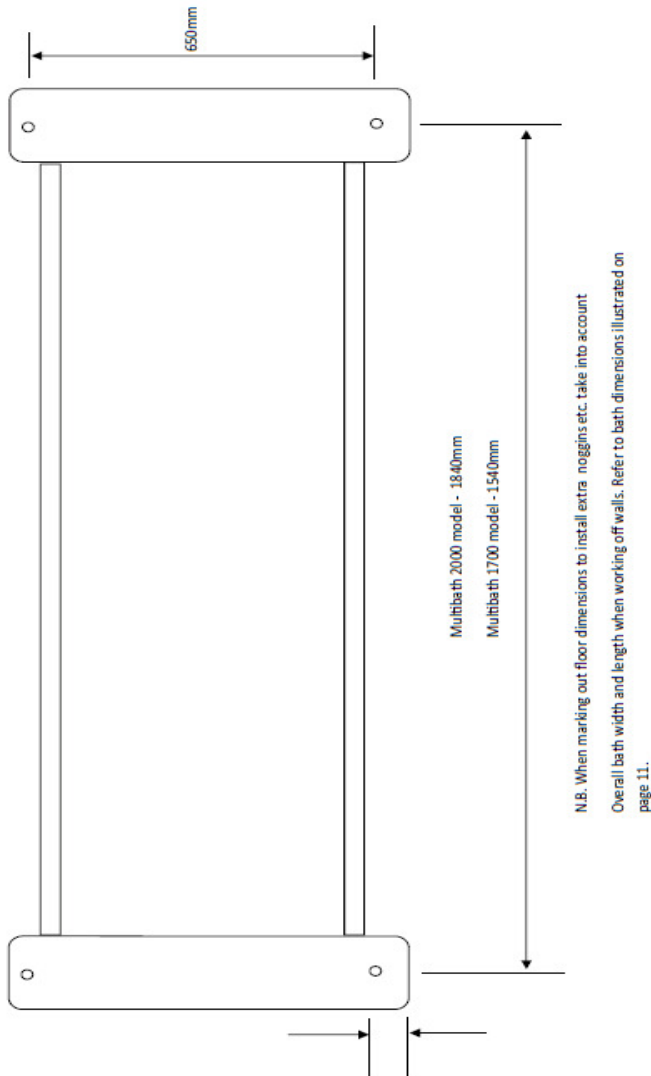 650mm
Multibath 2000 model - 1840mm
Multibath 1700 model - 1540mm
N.B. When marking out floor dimensions to install extra noggins etc. take into account
Overall bath width and length when working off walls. Refer to bath dimensions illustrated on
page 11.